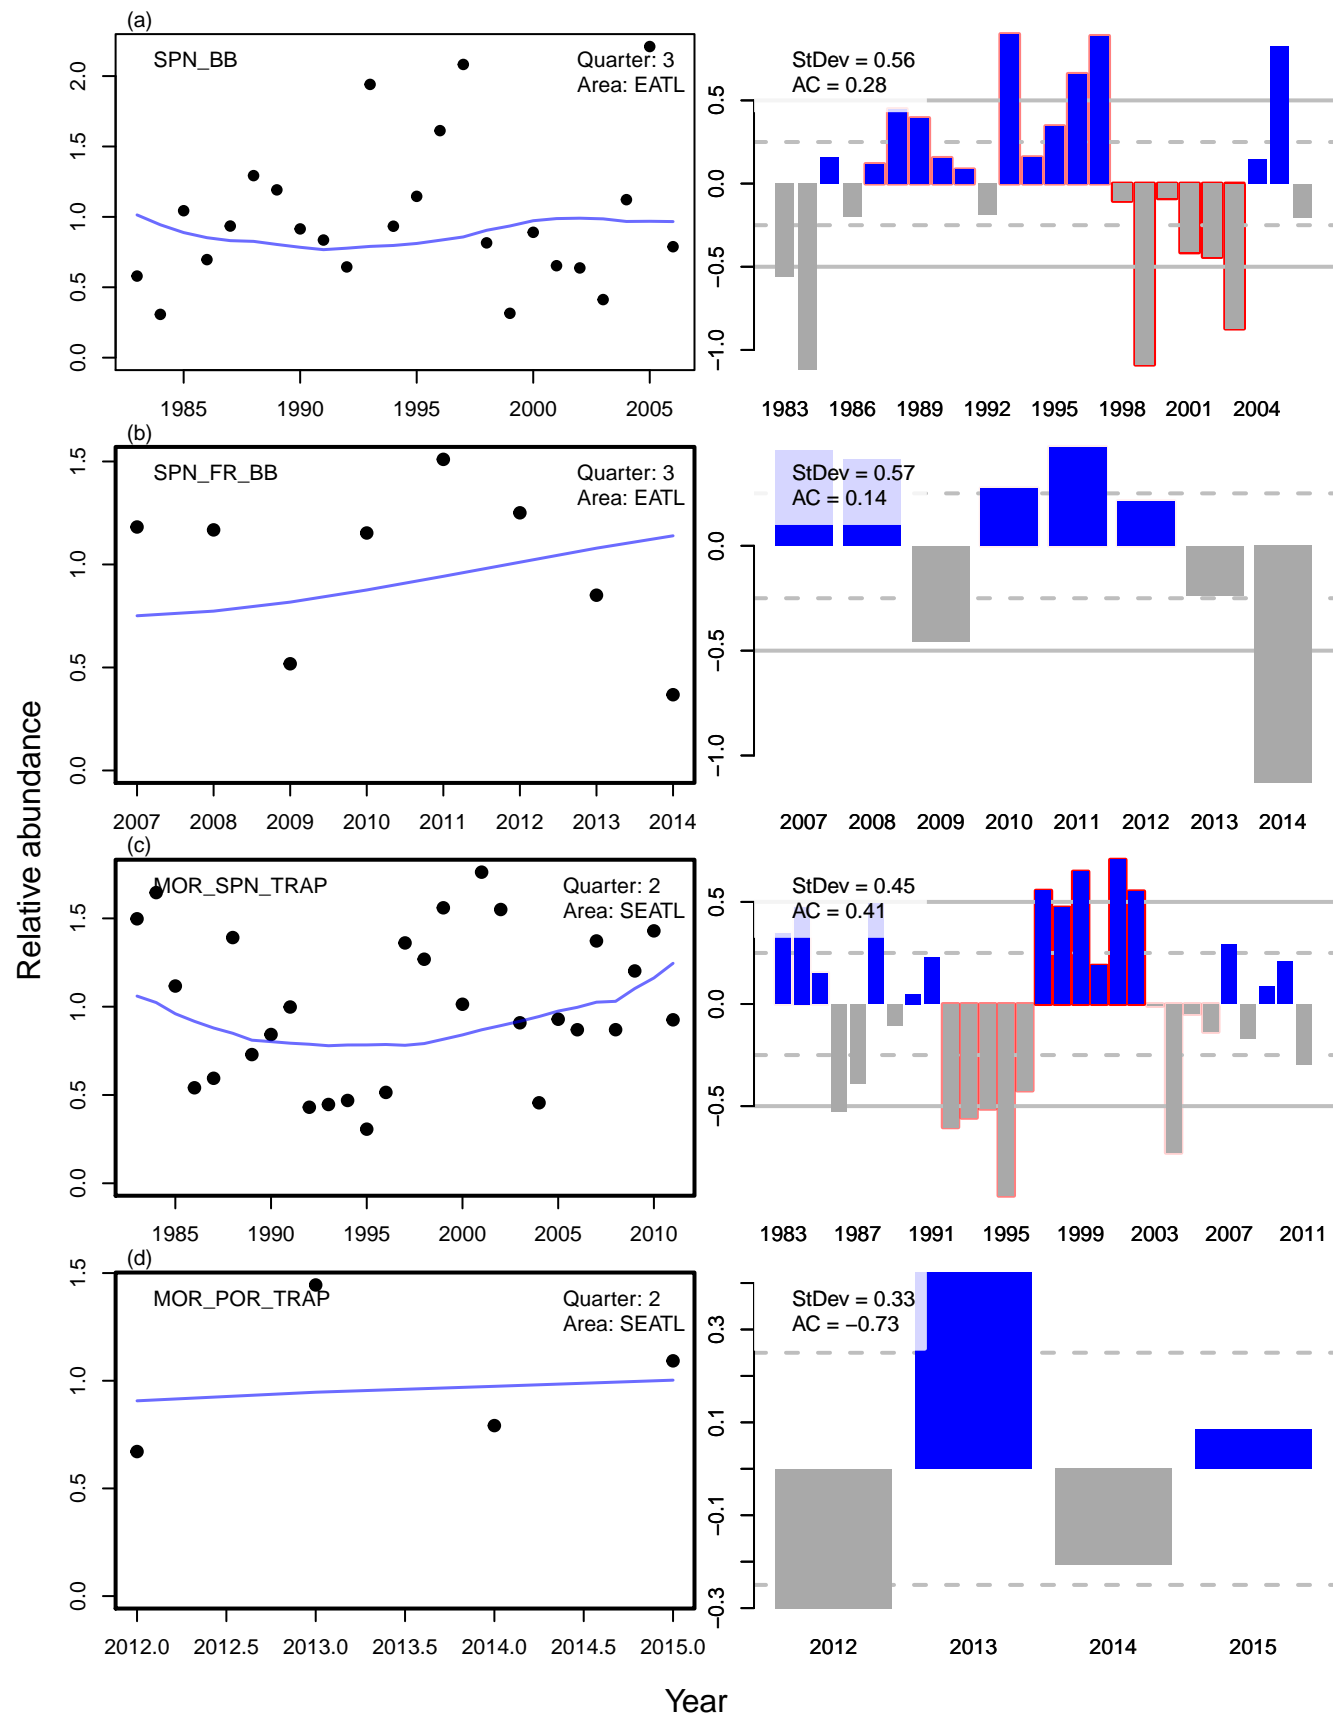 (a)
SPN_BB
Quarter: 3
Area: EATL
0.0 0.5 1.0 1.5 2.0
1985 1990 1995 2000 2005
StDev = 0.56
AC = 0.28
−1.0 −0.5 0.0 0.5
1983 1986 1989 1992 1995 1998 2001 2004
(b)
SPN_FR_BB
Quarter: 3
Area: EATL
0.0 0.5 1.0 1.5
2007 2008 2009 2010 2011 2012 2013 2014
StDev = 0.57
AC = 0.14
−1.0 −0.5 0.0
2007 2008 2009 2010 2011 2012 2013 2014
(c)
MOR_SPN_TRAP
Quarter: 2
Area: SEATL
0.0 0.5 1.0 1.5
1985 1990 1995 2000 2005 2010
StDev = 0.45
AC = 0.41
−0.5 0.0 0.5
1983 1987 1991 1995 1999 2003 2007 2011
(d)
MOR_POR_TRAP
Quarter: 2
Area: SEATL
0.0 0.5 1.0 1.5
2012.0 2012.5 2013.0 2013.5 2014.0 2014.5 2015.0
StDev = 0.33
AC = −0.73
−0.3 −0.1 0.1 0.3
2012 2013 2014 2015
Relative abundance
Year